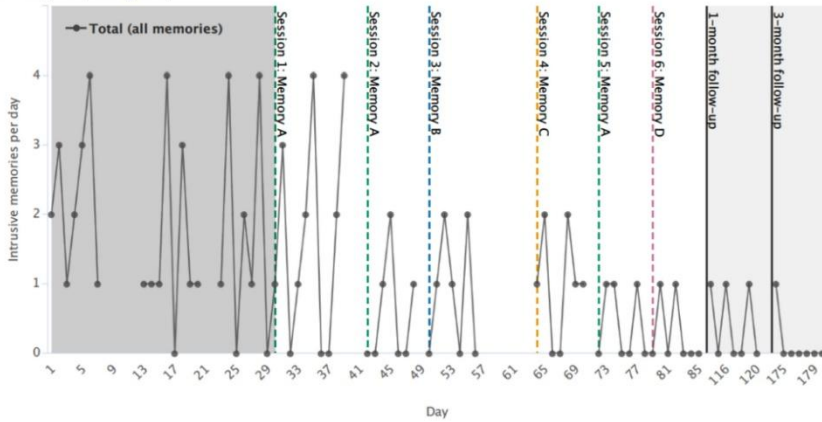 Total (all memories)
Session 1: Memory A
Session 2: Memory A
Session 3: Memory B
Session 4: Memory C
Session 5: Memory A
Session 6: Memory D
1-month follow-up
3-month follow-up
Intrusive memories per day
4
3
2
1
0
1 5 9 13 17 21 25 29 33 37 41 45 49 53 57 61 65 69 73 77 81 85 116 120 175 179
Day